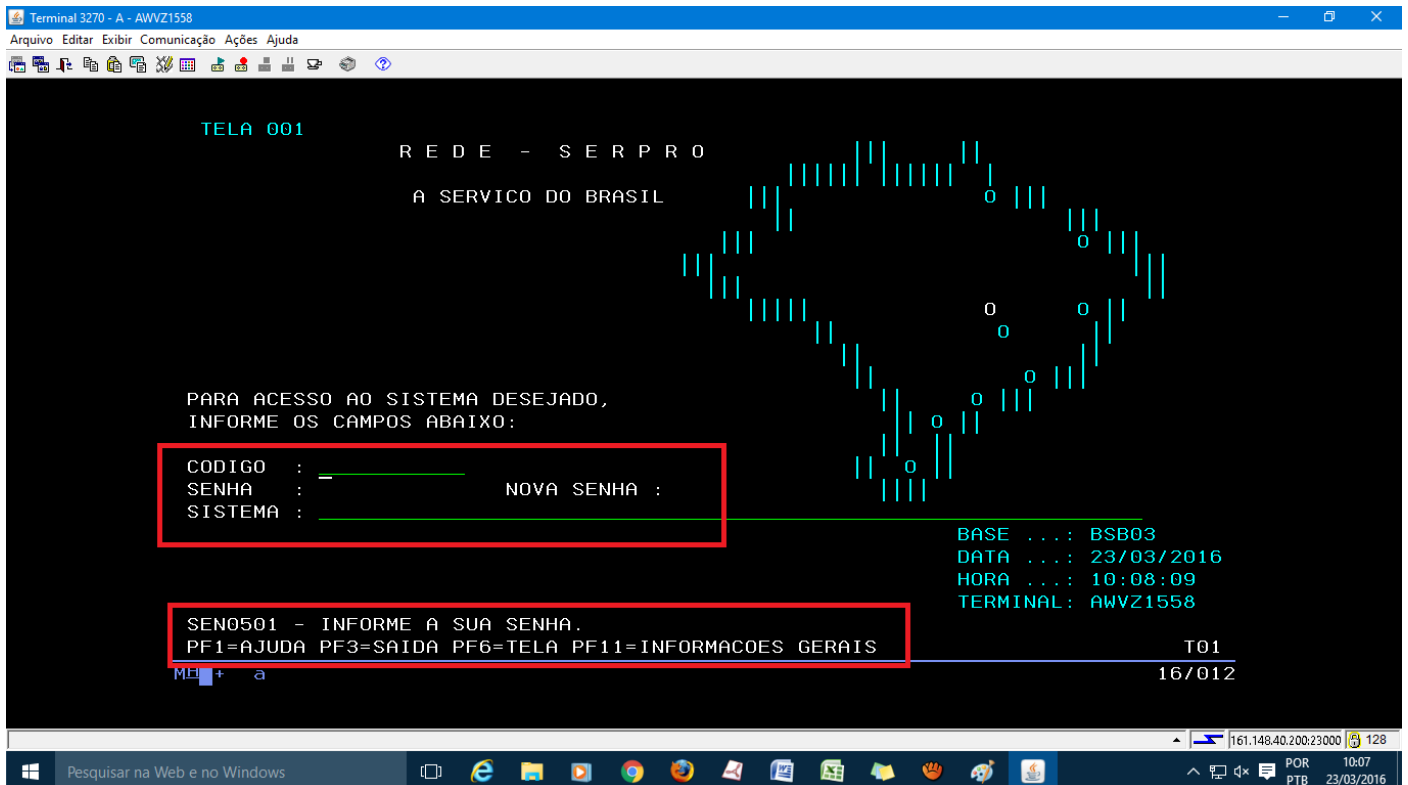 Terminal 3270 - A - AWVZ1558
Arquivo Editar Exibir Comunicação Ações Ajuda
TELA 001
R E D E - S E R P R O
A SERVICO DO BRASIL
PARA ACESSO AO SISTEMA DESEJADO,
INFORME OS CAMPOS ABAIXO:
CODIGO :
SENHA : NOVA SENHA :
SISTEMA :
BASE ...: BSB03
DATA ...: 23/03/2016
HORA ...: 10:08:09
TERMINAL: AWVZ1558
SEN0501 - INFORME A SUA SENHA.
PF1=AJUDA PF3=SAIDA PF6=TELA PF11=INFORMACOES GERAIS T01
MH + a 16/012
161.148.40.200:23000 128
Pesquisar na Web e no Windows POR 10:07
PTB 23/03/2016